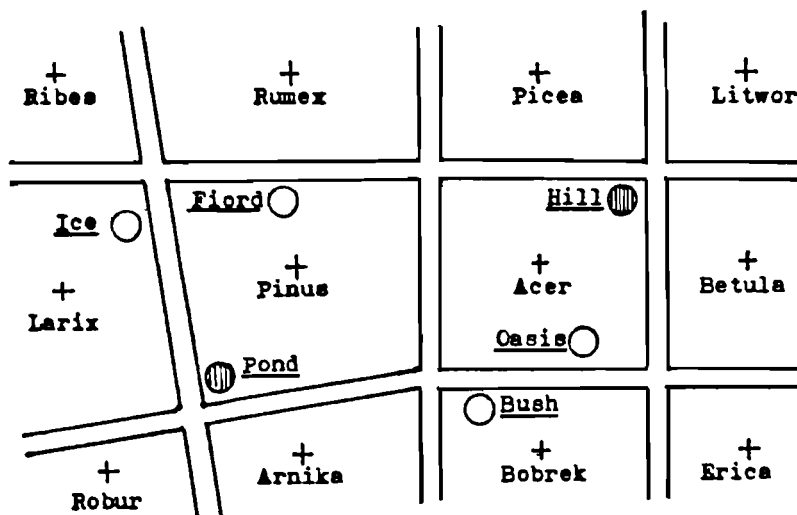 Ribes
Rumex
Picea
Litwor
Fiord
Hill
Ice
Pinus
Acer
Betula
Larix
Oasis
Pond
Bush
Robur
Arnika
Bobrek
Erica